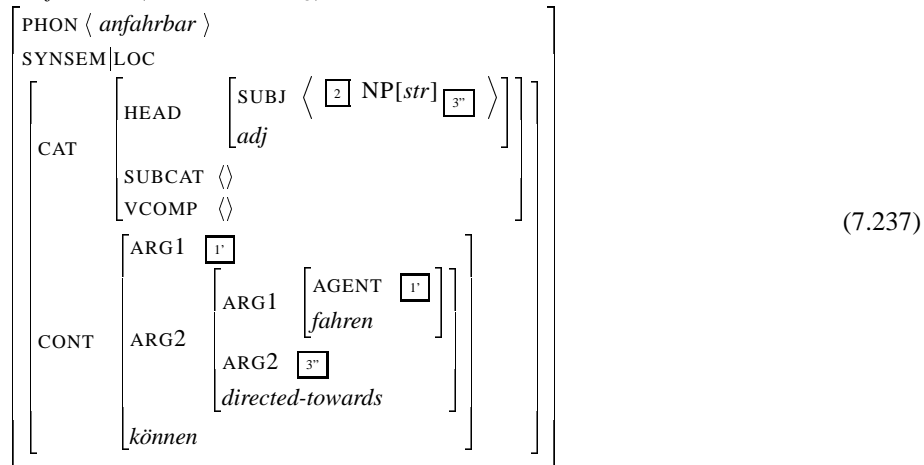 PHON ⟨ anfahrbar ⟩
SYNSEM|LOC
CAT
HEAD
SUBJ ⟨ [2] NP[str] [3”] ⟩
adj
SUBCAT ⟨⟩
VCOMP ⟨⟩
(7.237)
CONT
ARG1 [1’]
ARG2
ARG1
AGENT [1’]
fahren
ARG2 [3”]
directed-towards
können